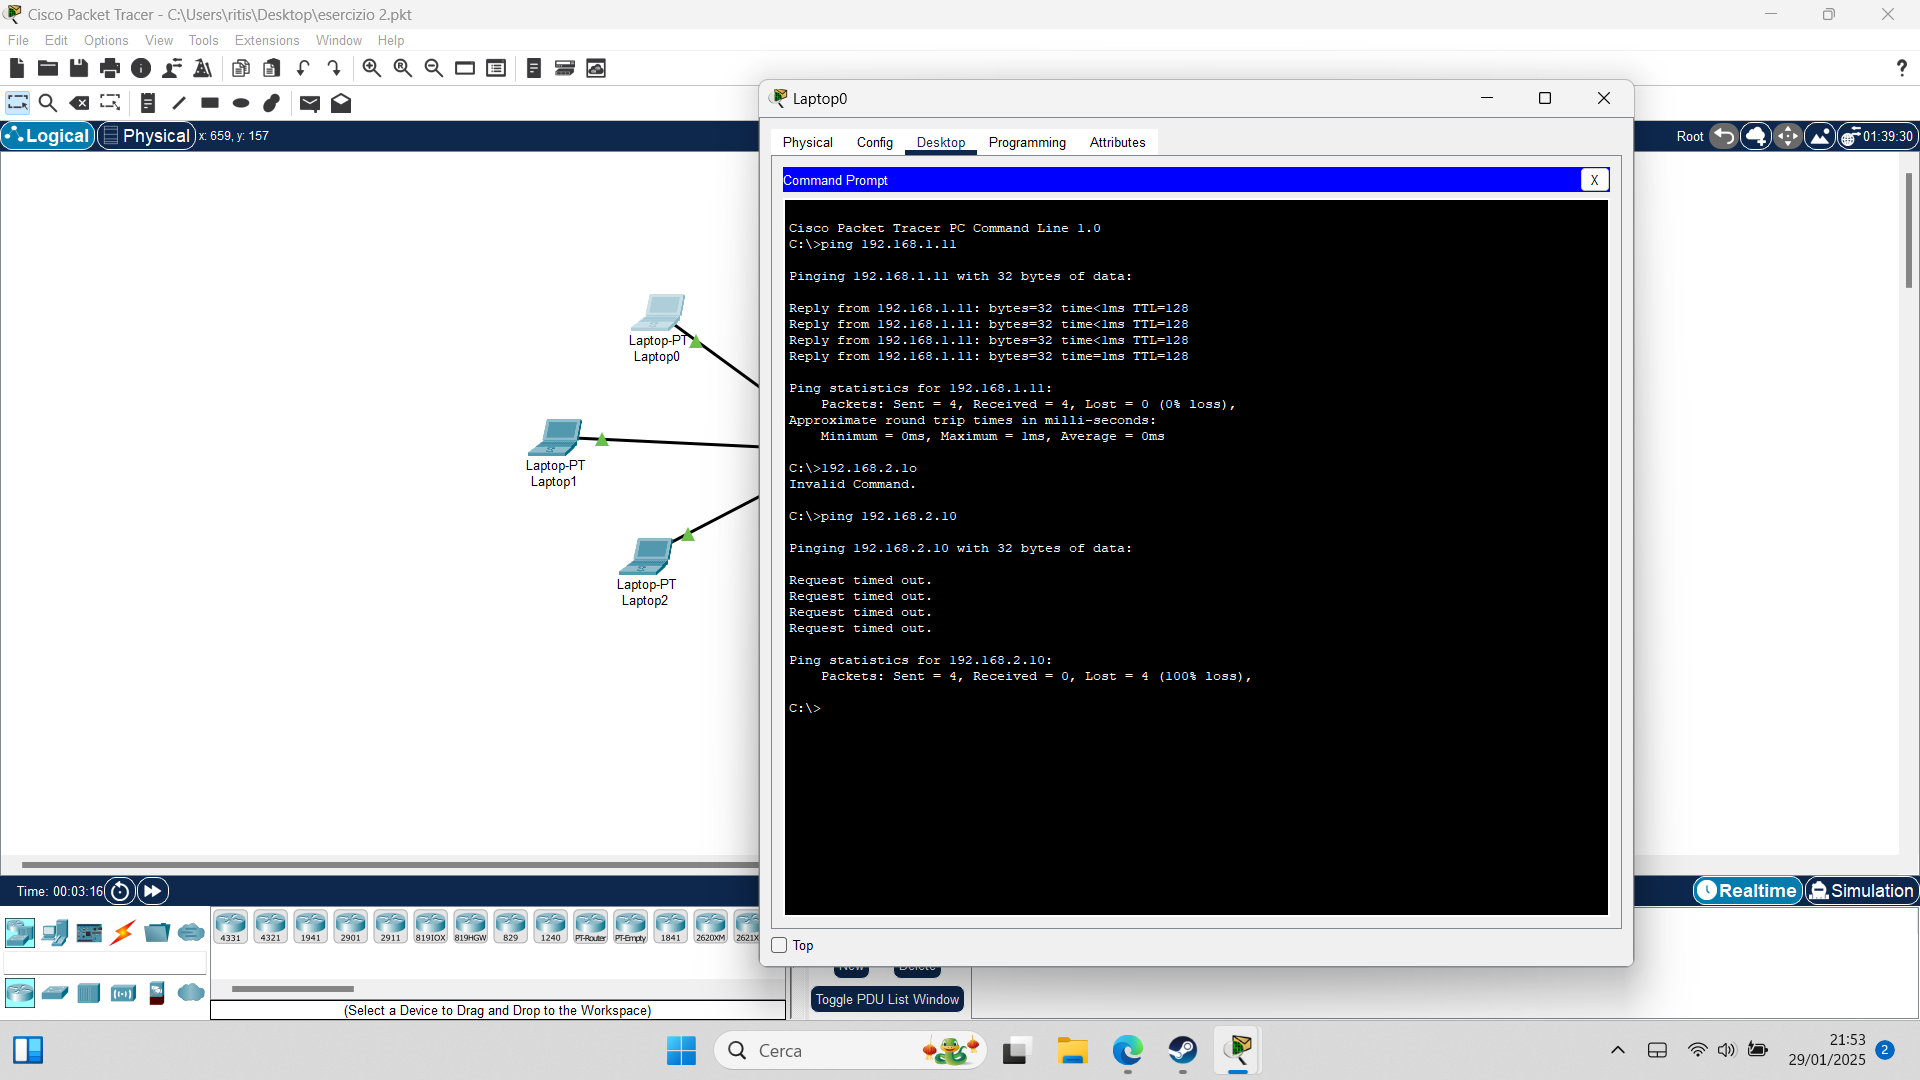 Cisco Packet Tracer - C:\Users\ritis\Desktop\esercizio 2.pkt
File Edit Options View Tools Extensions Window Help
Logical Physical x: 659, y: 157
Root 01:39:30
Laptop0
Physical Config Desktop Programming Attributes
Command Prompt X
Cisco Packet Tracer PC Command Line 1.0
C:\>ping 192.168.1.11
Pinging 192.168.1.11 with 32 bytes of data:
Reply from 192.168.1.11: bytes=32 time<1ms TTL=128
Reply from 192.168.1.11: bytes=32 time<1ms TTL=128
Reply from 192.168.1.11: bytes=32 time<1ms TTL=128
Reply from 192.168.1.11: bytes=32 time=1ms TTL=128
Ping statistics for 192.168.1.11:
Packets: Sent = 4, Received = 4, Lost = 0 (0% loss),
Approximate round trip times in milli-seconds:
Minimum = 0ms, Maximum = 1ms, Average = 0ms
C:\>192.168.2.1o
Invalid Command.
C:\>ping 192.168.2.10
Pinging 192.168.2.10 with 32 bytes of data:
Request timed out.
Request timed out.
Request timed out.
Request timed out.
Ping statistics for 192.168.2.10:
Packets: Sent = 4, Received = 0, Lost = 4 (100% loss),
C:\>
Top
Laptop-PT
Laptop0
Laptop-PT
Laptop1
Laptop-PT
Laptop2
Time: 00:03:16
Realtime Simulation
4331 4321 1941 2901 2911 819IOX 819HGW 829 1240 PT-Router PT-Empty 1841 2620XM 2621X
(Select a Device to Drag and Drop to the Workspace)
New Delete
Toggle PDU List Window
Cerca
21:53
29/01/2025
2